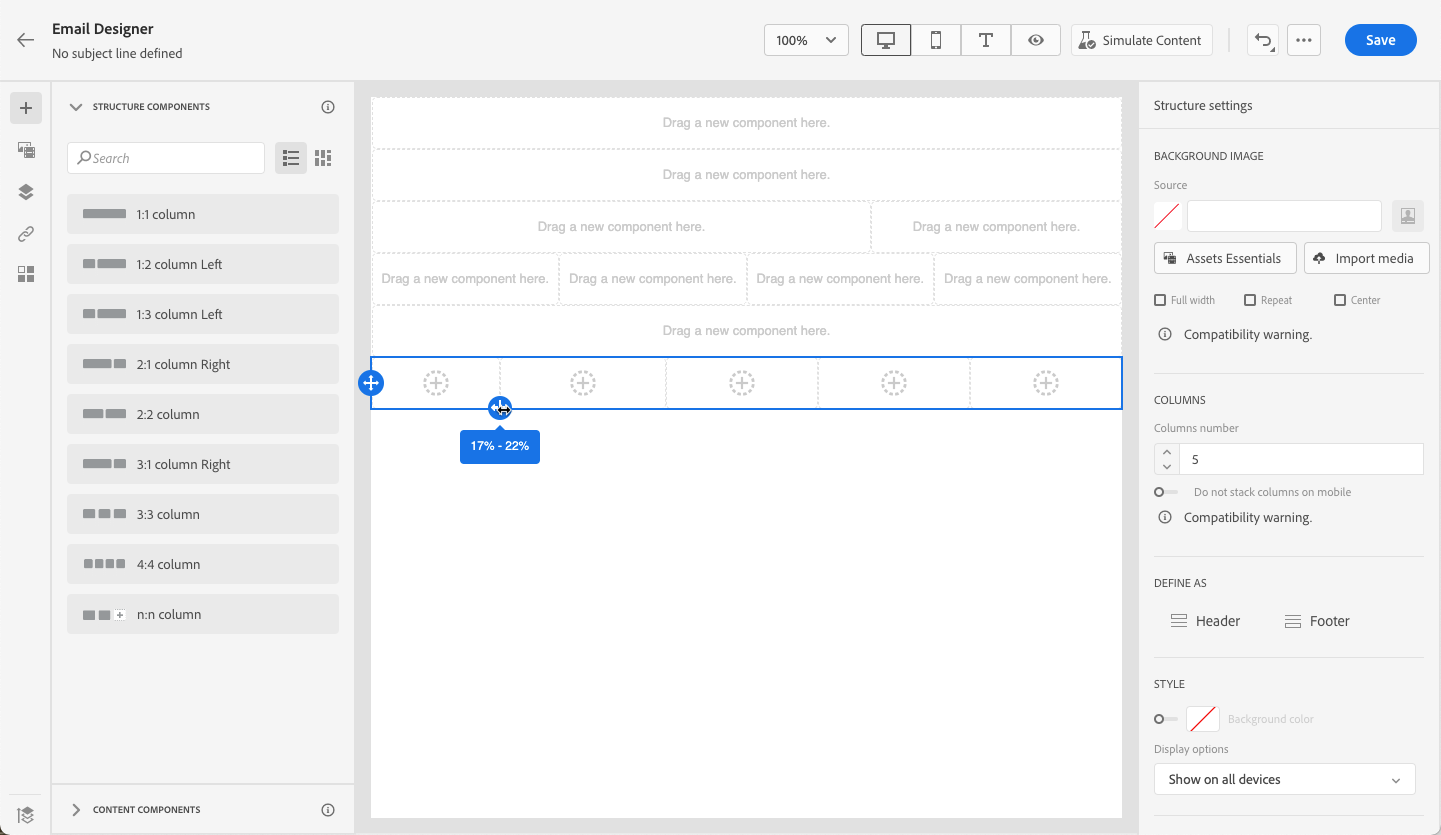 Email Designer
No subject line defined
100%
Simulate Content
Save
STRUCTURE COMPONENTS
Search
1:1 column
1:2 column Left
1:3 column Left
2:1 column Right
2:2 column
3:1 column Right
3:3 column
4:4 column
n:n column
CONTENT COMPONENTS
Drag a new component here.
Drag a new component here.
Drag a new component here. Drag a new component here.
Drag a new component here. Drag a new component here. Drag a new component here. Drag a new component here.
Drag a new component here.
17% - 22%
Structure settings
BACKGROUND IMAGE
Source
Assets Essentials Import media
Full width Repeat Center
Compatibility warning.
COLUMNS
Columns number
5
Do not stack columns on mobile
Compatibility warning.
DEFINE AS
Header Footer
STYLE
Background color
Display options
Show on all devices